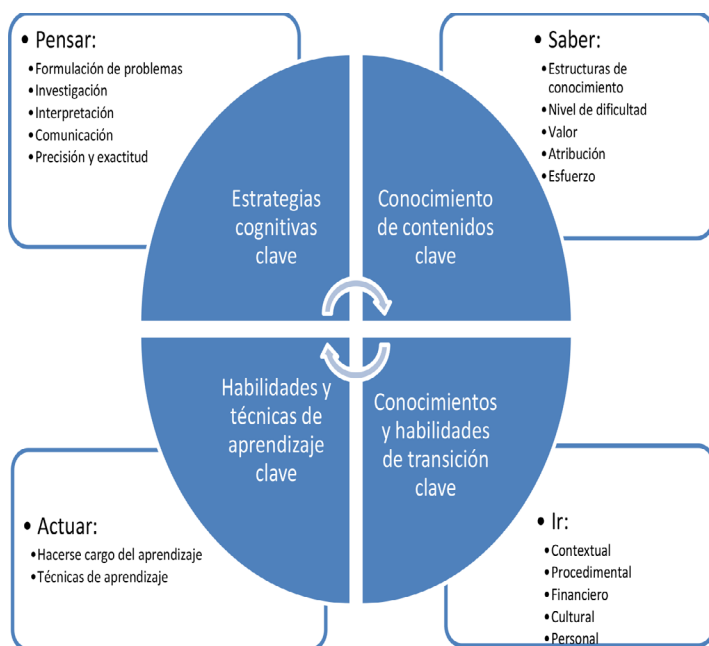 • Pensar:
• Formulación de problemas
• Investigación
• Interpretación
• Comunicación
• Precisión y exactitud
• Saber:
• Estructuras de
conocimiento
• Nivel de dificultad
• Valor
• Atribución
• Esfuerzo
Estrategias
cognitivas
clave
Conocimiento
de contenidos
clave
Habilidades y
técnicas de
aprendizaje
clave
Conocimientos
y habilidades
de transición
clave
• Actuar:
• Hacerse cargo del aprendizaje
• Técnicas de aprendizaje
• Ir:
• Contextual
• Procedimental
• Financiero
• Cultural
• Personal